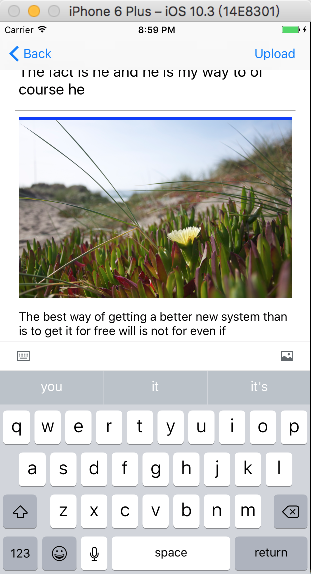 iPhone 6 Plus – iOS 10.3 (14E8301)
Carrier 8:59 PM
Back Upload
The fact is he and he is my way to of
course he
The best way of getting a better new system than
is to get it for free will is not for even if
you it it's
q w e r t y u i o p
a s d f g h j k l
z x c v b n m
123 space return